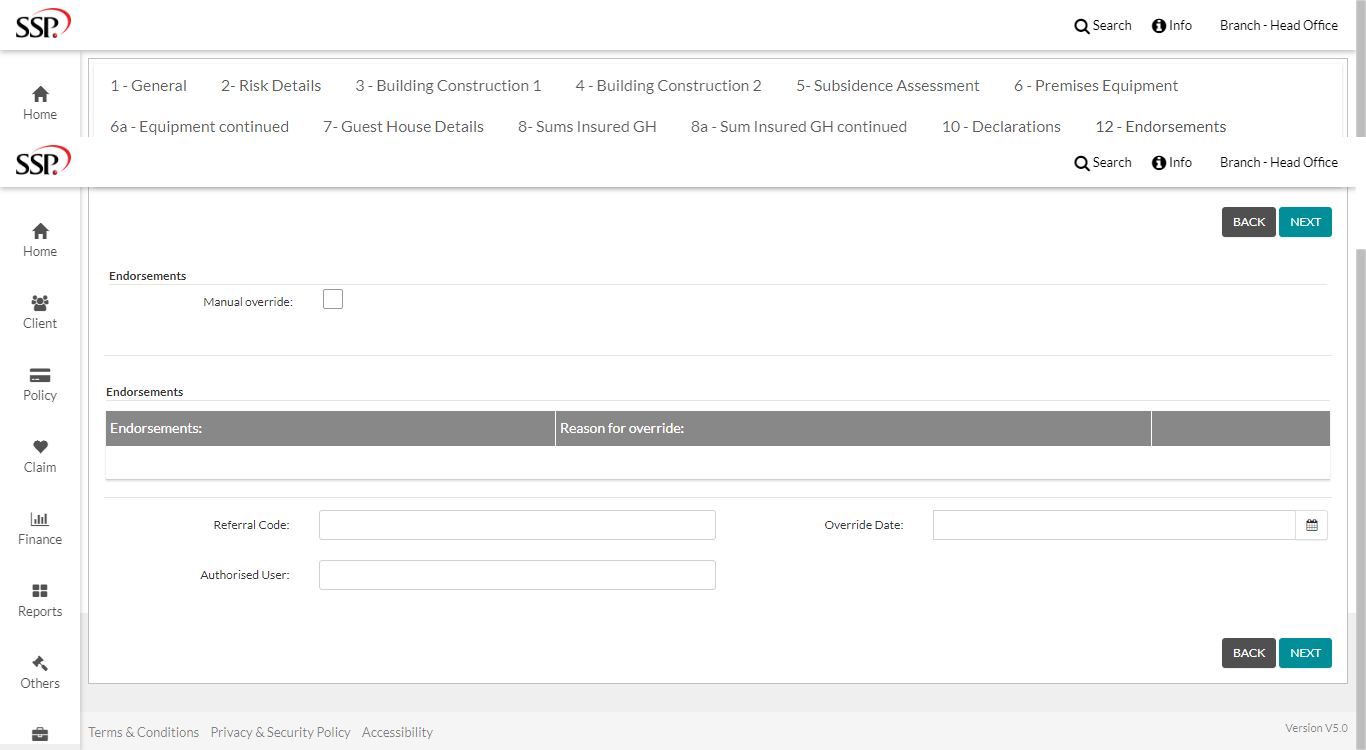 SSP.
Search Info Branch - Head Office
Home
1 - General 2- Risk Details 3 - Building Construction 1 4 - Building Construction 2 5- Subsidence Assessment 6 - Premises Equipment
6a - Equipment continued 7- Guest House Details 8- Sums Insured GH 8a - Sum Insured GH continued 10 - Declarations 12 - Endorsements
SSP.
Search Info Branch - Head Office
Home
Client
Policy
Claim
Finance
Reports
Others
BACK NEXT
Endorsements
Manual override:
Endorsements
Endorsements: Reason for override:
Referral Code: Override Date:
Authorised User:
BACK NEXT
Terms & Conditions Privacy & Security Policy Accessibility Version V5.0